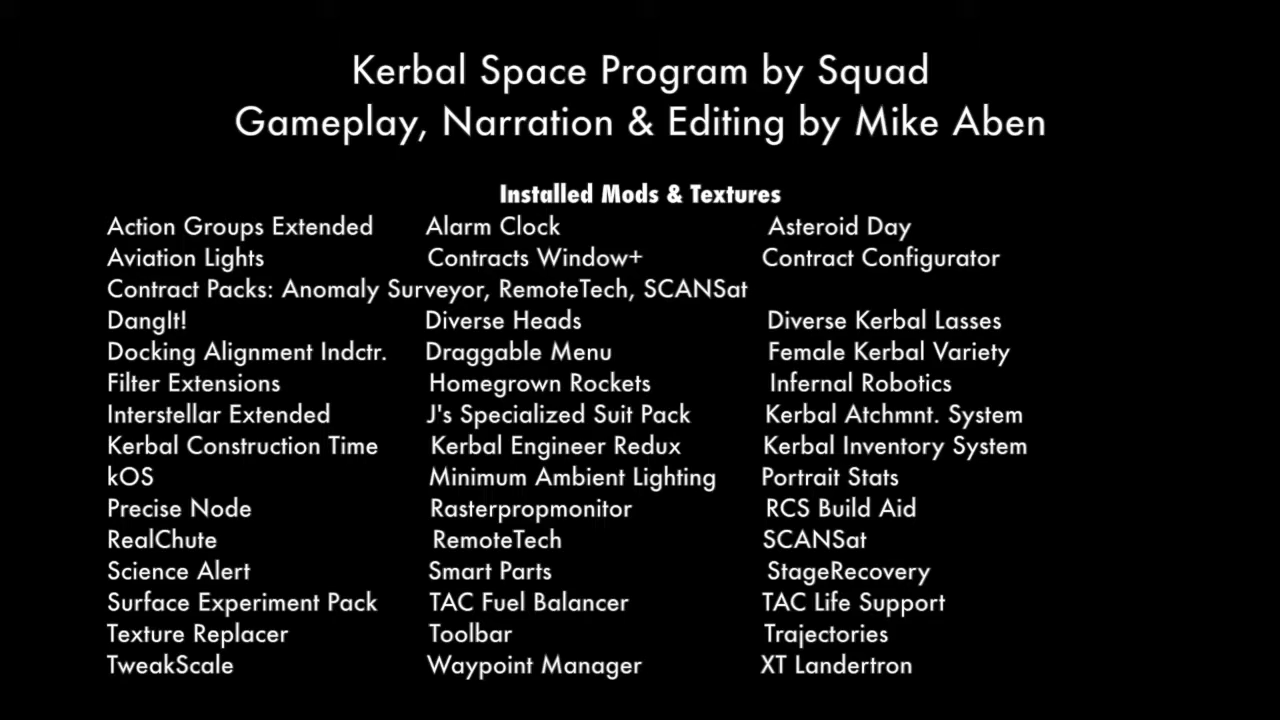 Kerbal Space Program by Squad
Gameplay, Narration & Editing by Mike Aben
Installed Mods & Textures
Action Groups Extended Alarm Clock Asteroid Day
Aviation Lights Contracts Window+ Contract Configurator
Contract Packs: Anomaly Surveyor, RemoteTech, SCANSat
DangIt! Diverse Heads Diverse Kerbal Lasses
Docking Alignment Indctr. Draggable Menu Female Kerbal Variety
Filter Extensions Homegrown Rockets Infernal Robotics
Interstellar Extended J's Specialized Suit Pack Kerbal Atchmnt. System
Kerbal Construction Time Kerbal Engineer Redux Kerbal Inventory System
kOS Minimum Ambient Lighting Portrait Stats
Precise Node Rasterpropmonitor RCS Build Aid
RealChute RemoteTech SCANSat
Science Alert Smart Parts StageRecovery
Surface Experiment Pack TAC Fuel Balancer TAC Life Support
Texture Replacer Toolbar Trajectories
TweakScale Waypoint Manager XT Landertron